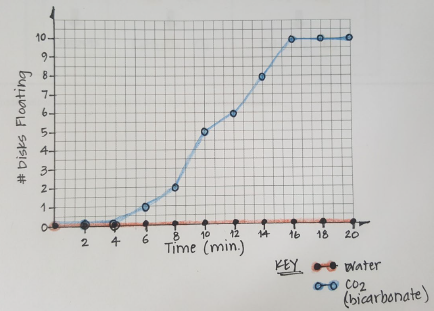 # Disks Floating
10
9
8
7
6
5
4
3
2
1
0
2 4 6 8 10 12 14 16 18 20
Time (min.)
KEY
water
CO2
(bicarbonate)